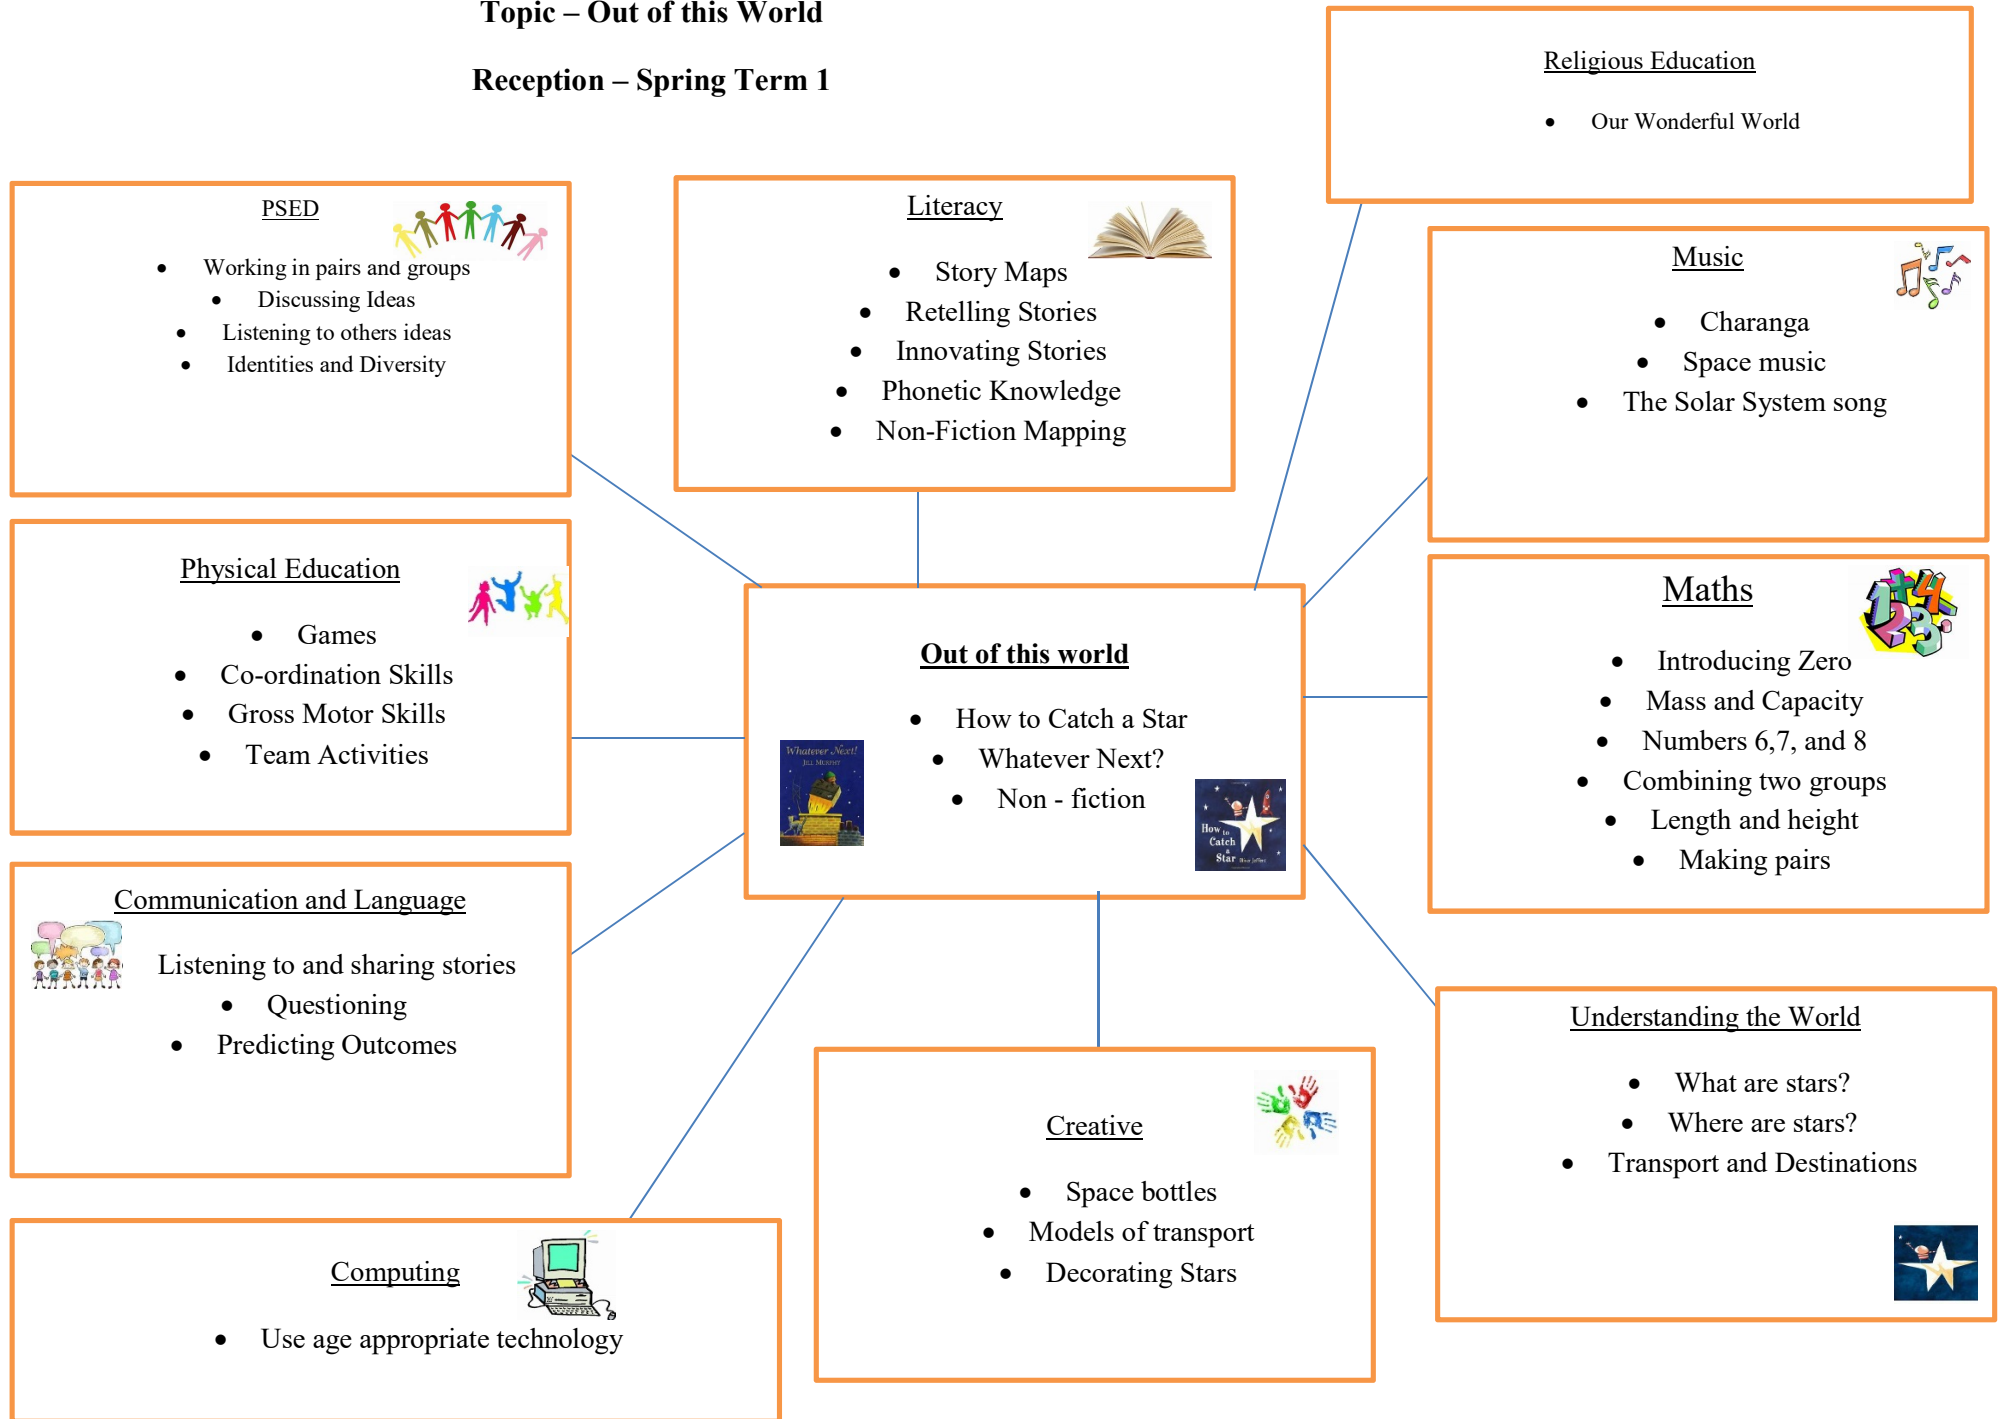 Topic – Out of this World
Reception – Spring Term 1
Religious Education
• Our Wonderful World
PSED
• Working in pairs and groups
• Discussing Ideas
• Listening to others ideas
• Identities and Diversity
Literacy
• Story Maps
• Retelling Stories
• Innovating Stories
• Phonetic Knowledge
• Non-Fiction Mapping
Music
• Charanga
• Space music
• The Solar System song
Physical Education
• Games
• Co-ordination Skills
• Gross Motor Skills
• Team Activities
Out of this world
• How to Catch a Star
• Whatever Next?
• Non - fiction
Whatever Next!
JILL MURPHY
How to
Catch
a
Star Oliver Jeffers
Maths
1+4
23
• Introducing Zero
• Mass and Capacity
• Numbers 6,7, and 8
• Combining two groups
• Length and height
• Making pairs
Communication and Language
Listening to and sharing stories
• Questioning
• Predicting Outcomes
Computing
• Use age appropriate technology
Creative
• Space bottles
• Models of transport
• Decorating Stars
Understanding the World
• What are stars?
• Where are stars?
• Transport and Destinations